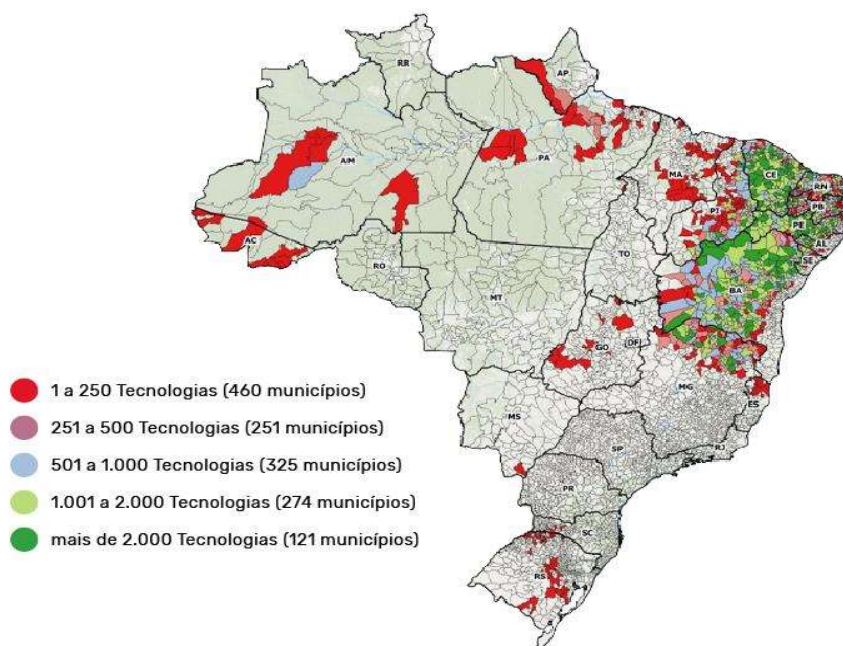 RR
AP
AM
PA
MA
CE
RN
PB
PI
PE
AL
SE
AC
RO
TO
BA
MT
GO
DF
MG
ES
MS
SP
RJ
PR
SC
RS
1 a 250 Tecnologias (460 municípios)
251 a 500 Tecnologias (251 municípios)
501 a 1.000 Tecnologias (325 municípios)
1.001 a 2.000 Tecnologias (274 municípios)
mais de 2.000 Tecnologias (121 municípios)